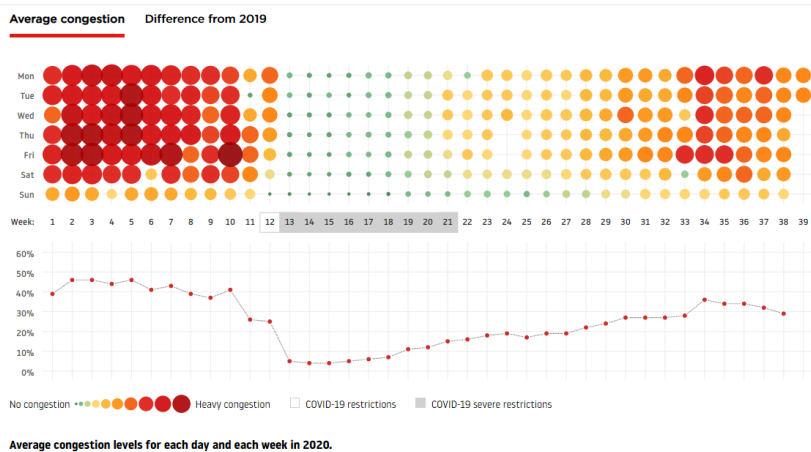 Average congestion Difference from 2019
Mon
Tue
Wed
Thu
Fri
Sat
Sun
Week: 1 2 3 4 5 6 7 8 9 10 11 12 13 14 15 16 17 18 19 20 21 22 23 24 25 26 27 28 29 30 31 32 33 34 35 36 37 38 39
60%
50%
40%
30%
20%
10%
0%
No congestion Heavy congestion COVID-19 restrictions COVID-19 severe restrictions
Average congestion levels for each day and each week in 2020.